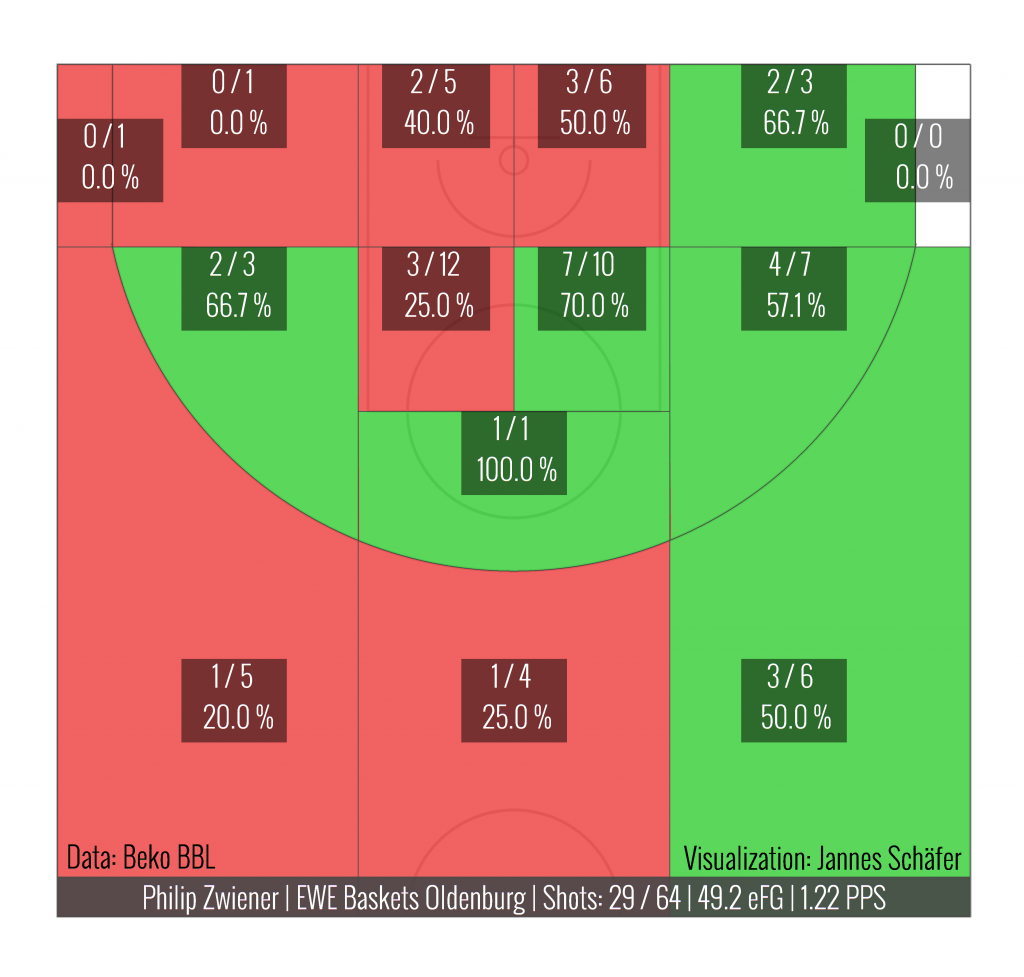 0 / 1
0.0 %
2 / 5
40.0 %
3 / 6
50.0 %
2 / 3
66.7 %
0 / 1
0.0 %
0 / 0
0.0 %
2 / 3
66.7 %
3 / 12
25.0 %
7 / 10
70.0 %
4 / 7
57.1 %
1 / 1
100.0 %
1 / 5
20.0 %
1 / 4
25.0 %
3 / 6
50.0 %
Data: Beko BBL
Visualization: Jannes Schäfer
Philip Zwiener | EWE Baskets Oldenburg | Shots: 29 / 64 | 49.2 eFG | 1.22 PPS